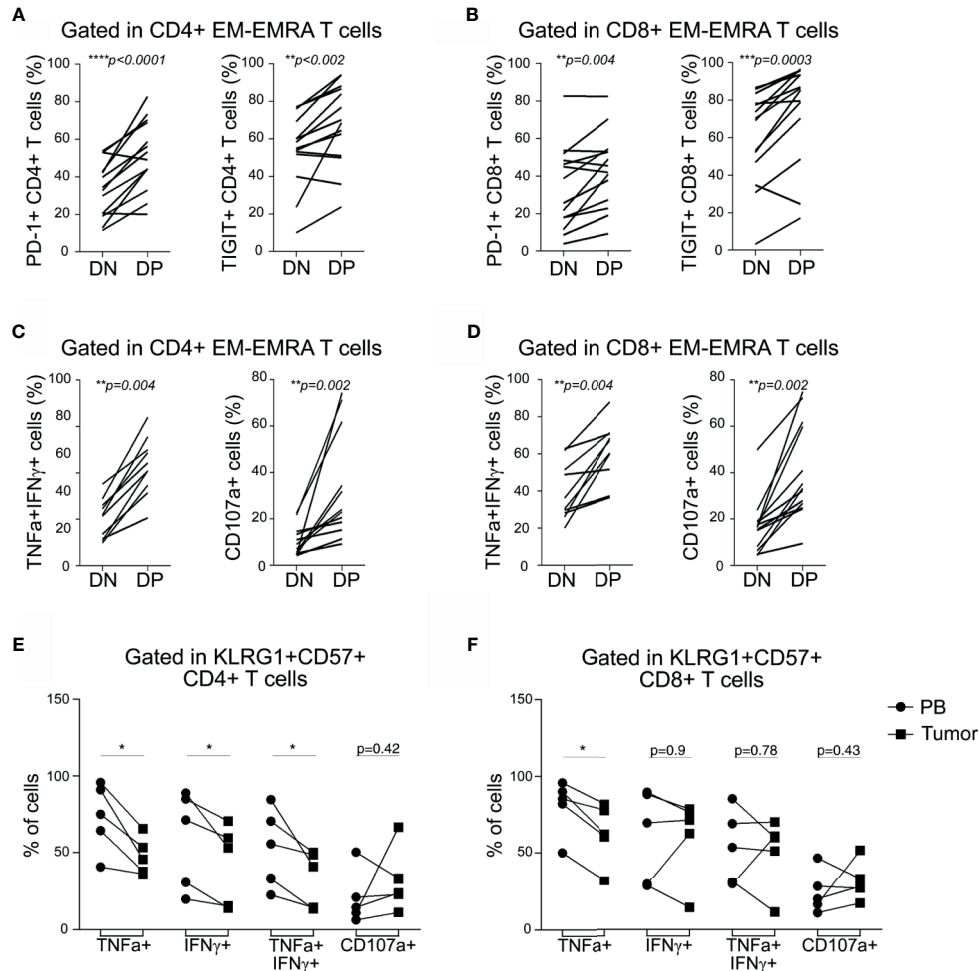 A
Gated in CD4+ EM-EMRA T cells
PD-1+ CD4+ T cells (%)
100
80
60
40
20
0
****p<0.0001
DN DP
TIGIT+ CD4+ T cells (%)
100
80
60
40
20
0
**p<0.002
DN DP
B
Gated in CD8+ EM-EMRA T cells
PD-1+ CD8+ T cells (%)
100
80
60
40
20
0
**p=0.004
DN DP
TIGIT+ CD8+ T cells (%)
100
80
60
40
20
0
***p=0.0003
DN DP
C
Gated in CD4+ EM-EMRA T cells
TNFa+IFNγ+ cells (%)
100
80
60
40
20
0
**p=0.004
DN DP
CD107a+ cells (%)
80
60
40
20
0
**p=0.002
DN DP
D
Gated in CD8+ EM-EMRA T cells
TNFa+IFNγ+ cells (%)
100
80
60
40
20
0
**p=0.004
DN DP
CD107a+ cells (%)
80
60
40
20
0
**p=0.002
DN DP
E
Gated in KLRG1+CD57+
CD4+ T cells
% of cells
150
100
50
0
* * * p=0.42
TNFa+ IFNγ+ TNFa+ CD107a+
IFNγ+
F
Gated in KLRG1+CD57+
CD8+ T cells
% of cells
150
100
50
0
* p=0.9 p=0.78 p=0.43
TNFa+ IFNγ+ TNFa+ CD107a+
IFNγ+
PB
Tumor